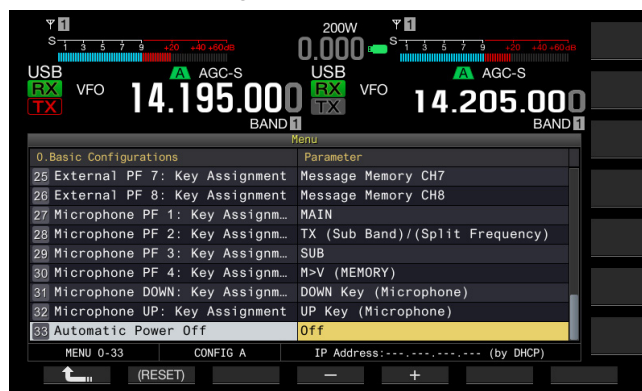 1 200W 1
S 1 3 5 7 9 +20 +40 +60dB 0.000 S 1 3 5 7 9 +20 +40 +60dB
USB A AGC-S USB A AGC-S
RX VFO 14.195.000 RX VFO 14.205.000
TX TX
BAND 1 BAND 1
Menu
0.Basic Configurations Parameter
25 External PF 7: Key Assignment Message Memory CH7
26 External PF 8: Key Assignment Message Memory CH8
27 Microphone PF 1: Key Assignm… MAIN
28 Microphone PF 2: Key Assignm… TX (Sub Band)/(Split Frequency)
29 Microphone PF 3: Key Assignm… SUB
30 Microphone PF 4: Key Assignm… M>V (MEMORY)
31 Microphone DOWN: Key Assignm… DOWN Key (Microphone)
32 Microphone UP: Key Assignment UP Key (Microphone)
33 Automatic Power Off Off
MENU 0-33 CONFIG A IP Address:---.---.---.--- (by DHCP)
(RESET) − +